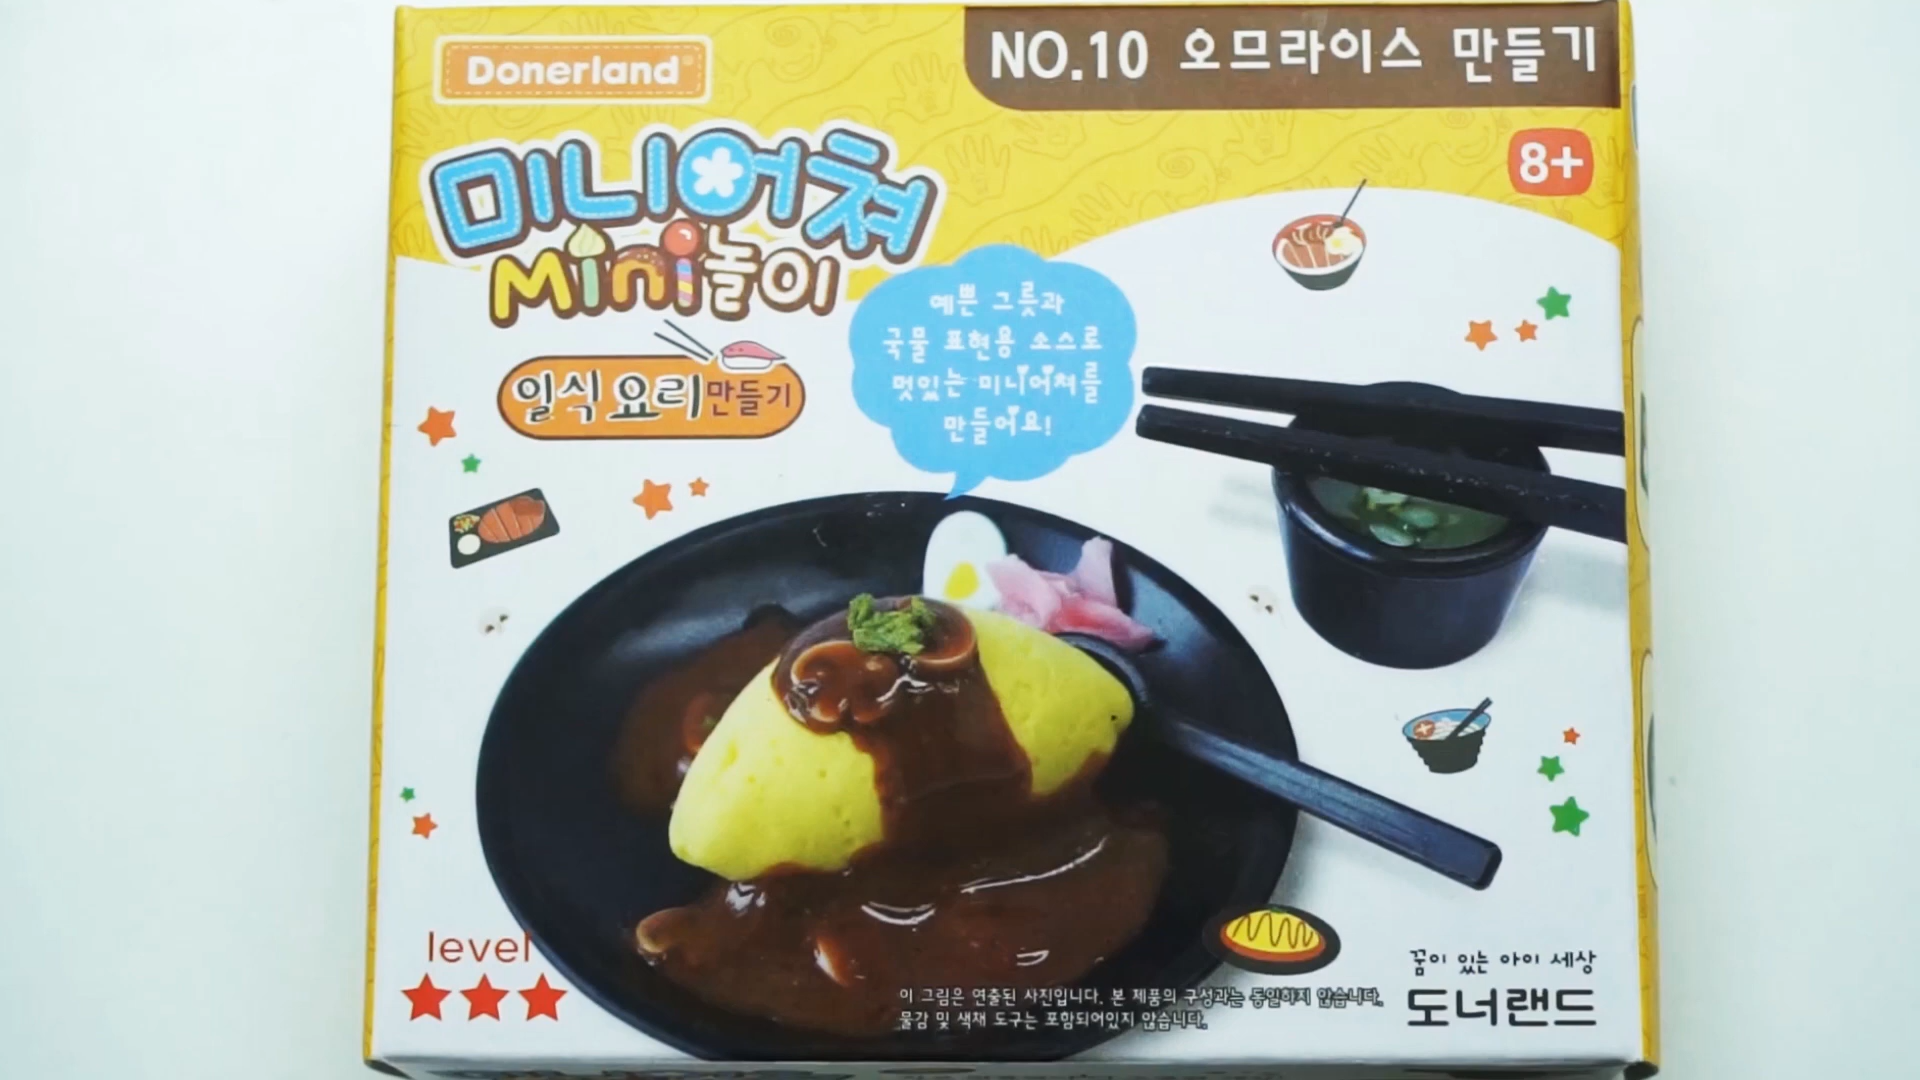 Donerland
NO.10 오므라이스 만들기
8+
미니어쳐
Mini놀이
일식 요리 만들기
예쁜 그릇과
국물 표현용 소스로
멋있는 미니어쳐를
만들어요!
level
이 그림은 연출된 사진입니다. 본 제품의 구성과는 동일하지 않습니다.
물감 및 색채 도구는 포함되어있지 않습니다.
꿈이 있는 아이 세상
도너랜드